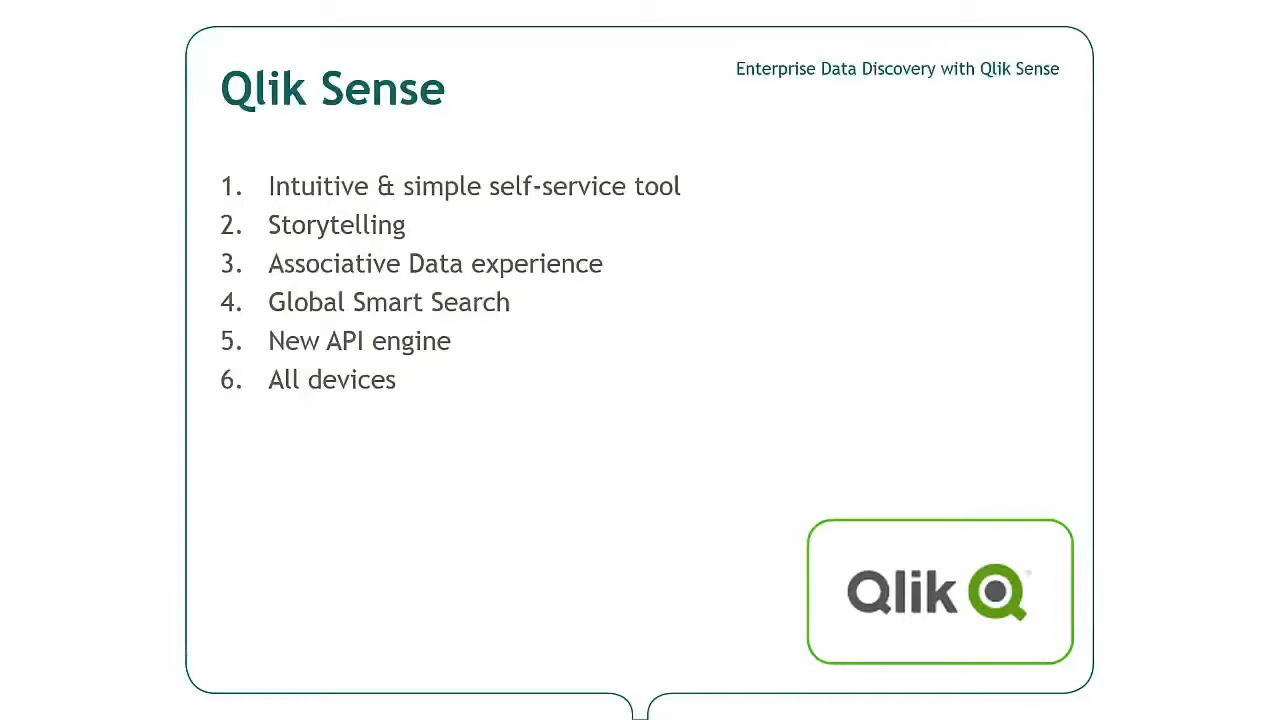 Qlik Sense
Enterprise Data Discovery with Qlik Sense
1. Intuitive & simple self-service tool
2. Storytelling
3. Associative Data experience
4. Global Smart Search
5. New API engine
6. All devices
Qlik